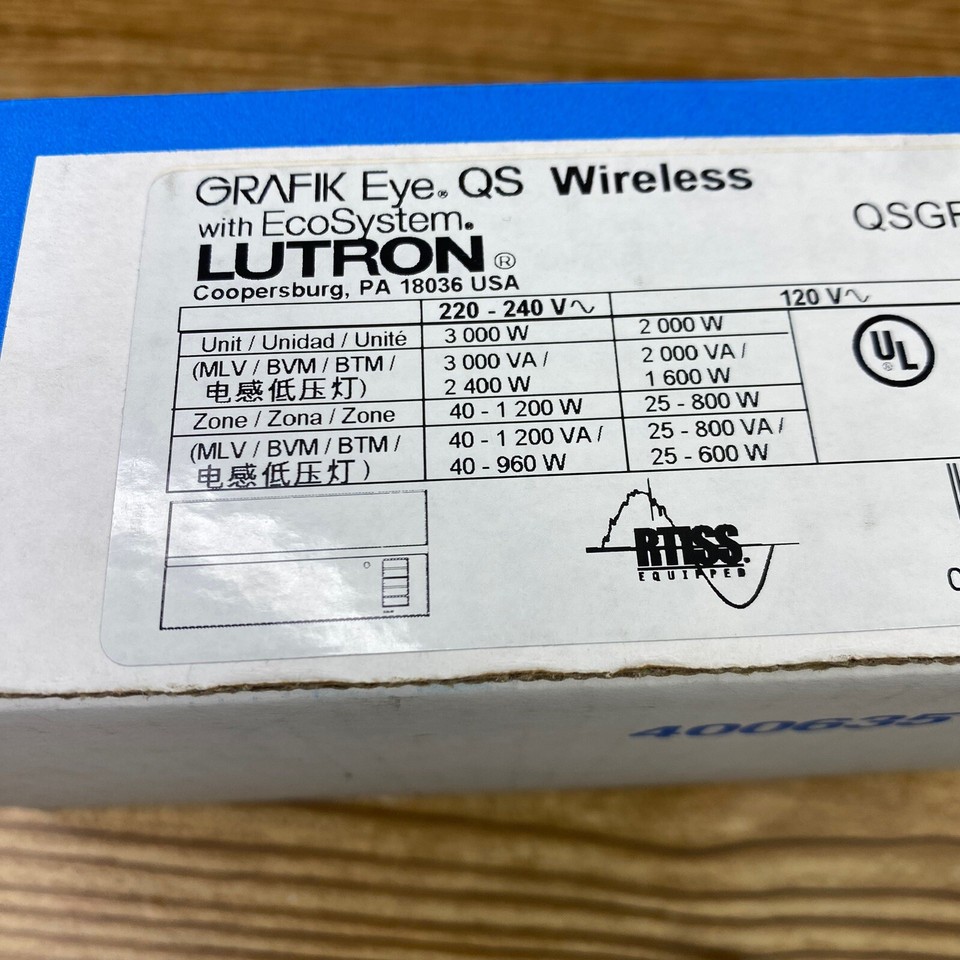 GRAFIK Eye® QS Wireless
with EcoSystem®
QSGR
LUTRON®
Coopersburg, PA 18036 USA
220 - 240 V~ 120 V~
Unit / Unidad / Unité 3 000 W 2 000 W
(MLV / BVM / BTM / 3 000 VA / 2 000 VA /
电感低压灯) 2 400 W 1 600 W
Zone / Zona / Zone 40 - 1 200 W 25 - 800 W
(MLV / BVM / BTM / 40 - 1 200 VA / 25 - 800 VA /
电感低压灯) 40 - 960 W 25 - 600 W
UL®
RTISS
EQUIPPED
400635